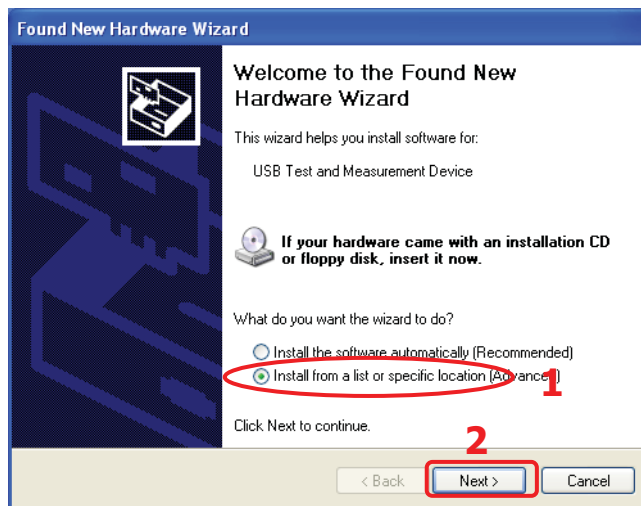 Found New Hardware Wizard
Welcome to the Found New
Hardware Wizard
This wizard helps you install software for:
USB Test and Measurement Device
If your hardware came with an installation CD
or floppy disk, insert it now.
What do you want the wizard to do?
Install the software automatically (Recommended)
Install from a list or specific location (Advanced)
1
Click Next to continue.
2
< Back
Next >
Cancel